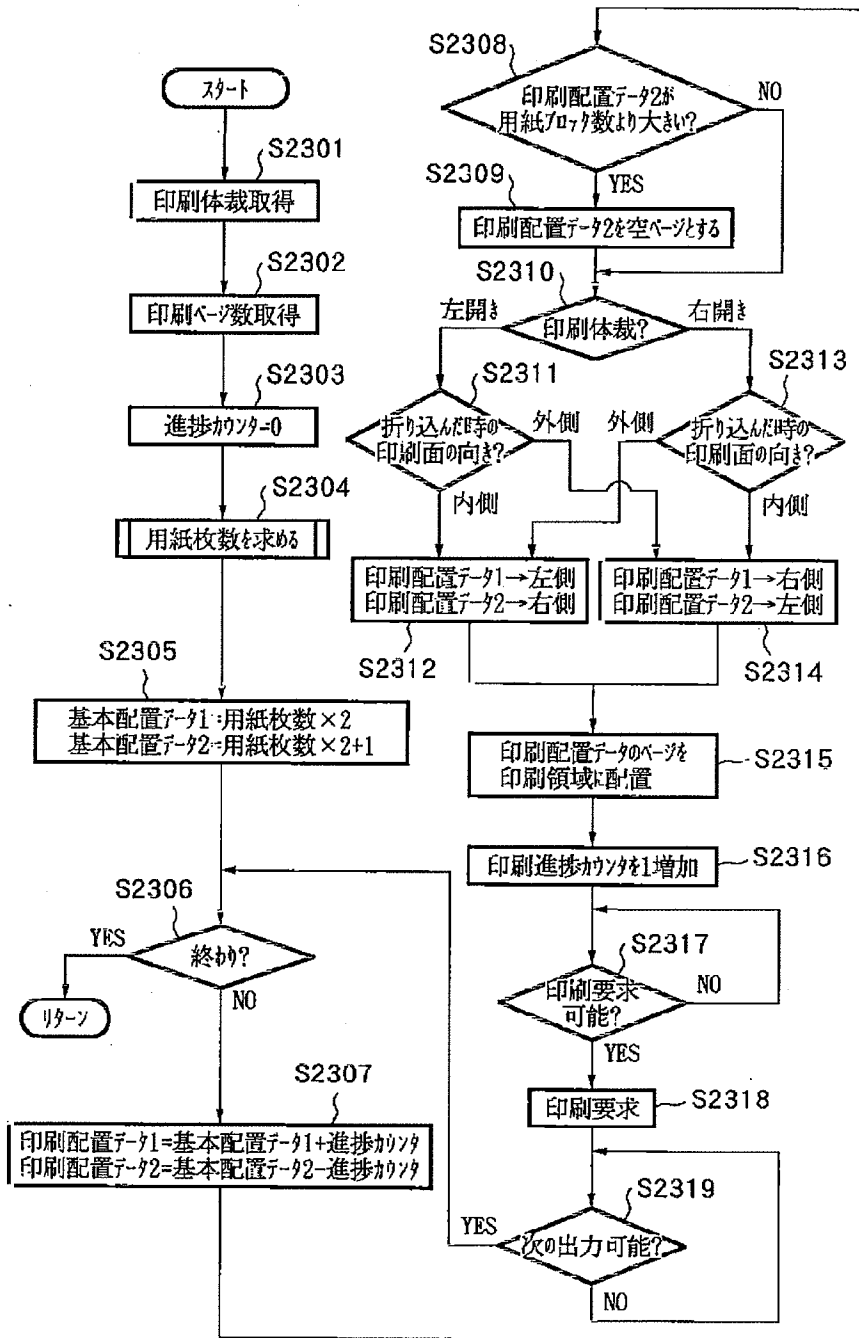 スタート
S2301
印刷体裁取得
S2302
印刷ページ数取得
S2303
進捗カウンタ=0
S2304
用紙枚数を求める
S2305
基本配置データ1=用紙枚数×2
基本配置データ2=用紙枚数×2+1
S2306
YES
終わり?
NO
リターン
S2307
印刷配置データ1=基本配置データ1+進捗カウンタ
印刷配置データ2=基本配置データ2-進捗カウンタ
S2308
印刷配置データ2が
用紙ブロック数より大きい?
NO
YES
S2309
印刷配置データ2を空ページとする
S2310
左開き
印刷体裁?
右開き
S2311
折り込んだ時の
印刷面の向き?
外側
内側
S2313
外側
折り込んだ時の
印刷面の向き?
内側
印刷配置データ1→左側
印刷配置データ2→右側
S2312
印刷配置データ1→右側
印刷配置データ2→左側
S2314
印刷配置データのページを
印刷領域に配置
S2315
印刷進捗カウンタを1増加
S2316
S2317
印刷要求
可能?
NO
YES
印刷要求
S2318
S2319
YES
次の出力可能?
NO